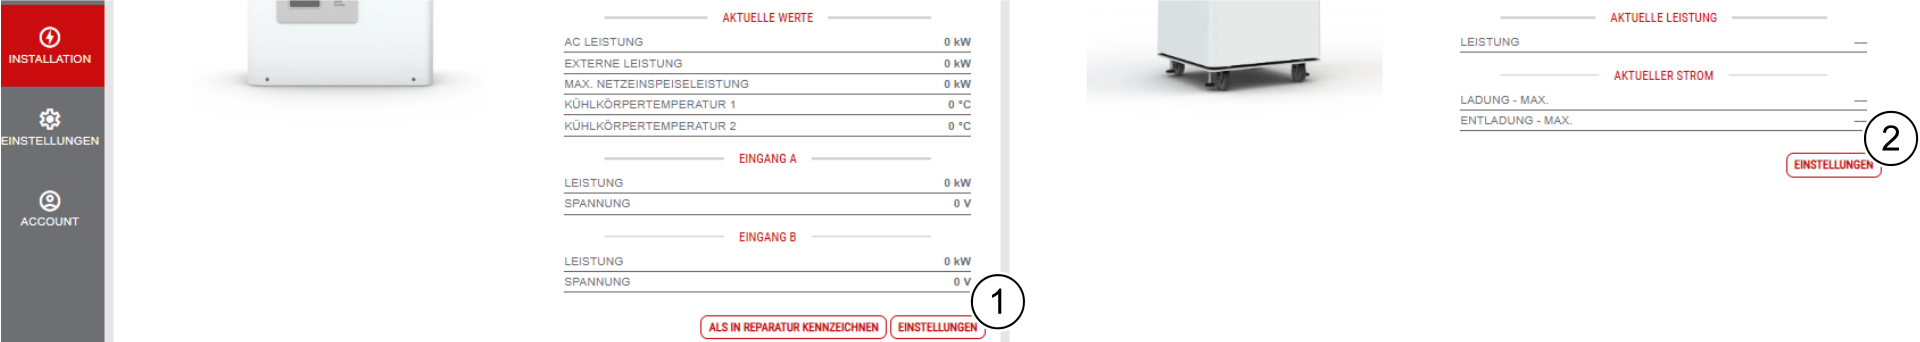 INSTALLATION
EINSTELLUNGEN
ACCOUNT
AKTUELLE WERTE
AC LEISTUNG 0 kW
EXTERNE LEISTUNG 0 kW
MAX. NETZEINSPEISELEISTUNG 0 kW
KÜHLKÖRPERTEMPERATUR 1 0 °C
KÜHLKÖRPERTEMPERATUR 2 0 °C
EINGANG A
LEISTUNG 0 kW
SPANNUNG 0 V
EINGANG B
LEISTUNG 0 kW
SPANNUNG 0 V
1
ALS IN REPARATUR KENNZEICHNEN EINSTELLUNGEN
AKTUELLE LEISTUNG
LEISTUNG —
AKTUELLER STROM
LADUNG - MAX. —
ENTLADUNG - MAX. —
2
EINSTELLUNGEN